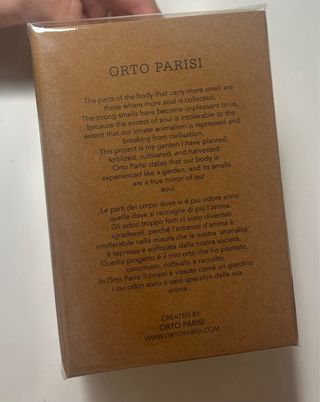 ORTO PARISI
The parts of the body that carry more smell are
those where more soul is collected.
The strong smells have become unpleasant to us,
because the excess of soul is intolerable to the
extent that our innate animalism is repressed and
breaking from civilisation.
This project is my garden I have planted,
fertilized, cultivated, and harvested.
Orto Parisi states that our body is
experienced like a garden, and its smells
are a true mirror of our
soul.
Le parti del corpo dove vi è più odore sono
quelle dove si raccoglie di più l'anima.
Gli odori troppo forti ci sono diventati
sgradevoli, perché l'eccesso d'anima è
intollerabile nella misura che la nostra 'animalità'
è repressa e soffocata dalla nostra società.
Questo progetto è il mio orto che ho piantato,
concimato, coltivato e raccolto.
In Orto Parisi il corpo è vissuto come un giardino
i cui odori sono il vero specchio della sua
anima.
CREATED BY
ORTO PARISI
WWW.ORTOPARISI.COM